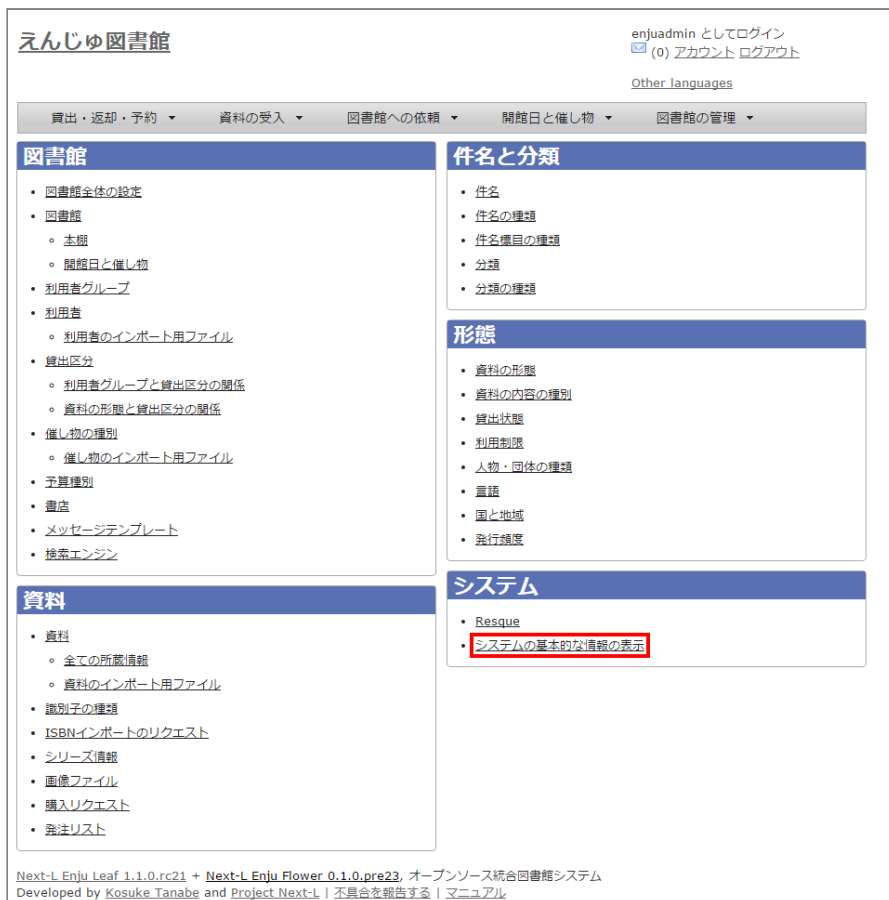 えんじゅ図書館
enjuadmin としてログイン
(0) アカウント ログアウト
Other languages
貸出・返却・予約 ▼ 資料の受入 ▼ 図書館への依頼 ▼ 開館日と催し物 ▼ 図書館の管理 ▼
図書館
• 図書館全体の設定
• 図書館
◦ 本棚
◦ 開館日と催し物
• 利用者グループ
• 利用者
◦ 利用者のインポート用ファイル
• 貸出区分
◦ 利用者グループと貸出区分の関係
◦ 資料の形態と貸出区分の関係
• 催し物の種別
◦ 催し物のインポート用ファイル
• 予算種別
• 書店
• メッセージテンプレート
• 検索エンジン
資料
• 資料
◦ 全ての所蔵情報
◦ 資料のインポート用ファイル
• 識別子の種類
• ISBNインポートのリクエスト
• シリーズ情報
• 画像ファイル
• 購入リクエスト
• 発注リスト
件名と分類
• 件名
• 件名の種類
• 件名標目の種類
• 分類
• 分類の種類
形態
• 資料の形態
• 資料の内容の種別
• 貸出状態
• 利用制限
• 人物・団体の種類
• 言語
• 国と地域
• 発行頻度
システム
• Resque
• システムの基本的な情報の表示
Next-L Enju Leaf 1.1.0.rc21 + Next-L Enju Flower 0.1.0.pre23, オープンソース統合図書館システム
Developed by Kosuke Tanabe and Project Next-L | 不具合を報告する | マニュアル